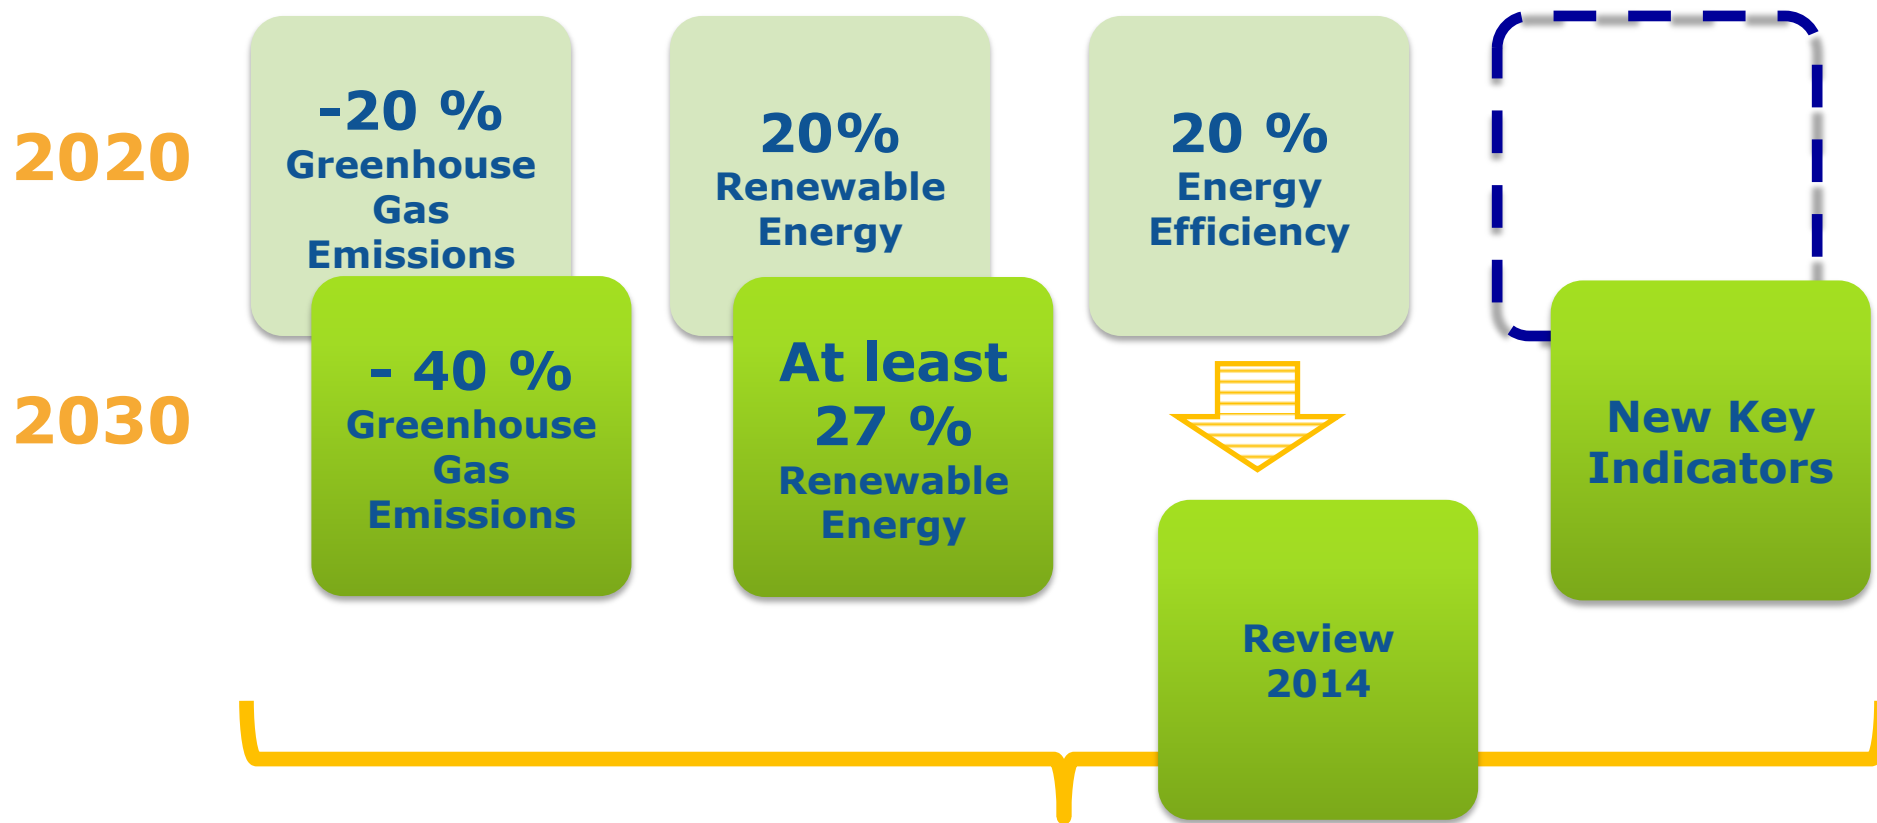 2020
-20 %
Greenhouse
Gas
Emissions
20%
Renewable
Energy
20 %
Energy
Efficiency
2030
- 40 %
Greenhouse
Gas
Emissions
At least
27 %
Renewable
Energy
Review
2014
New Key
Indicators